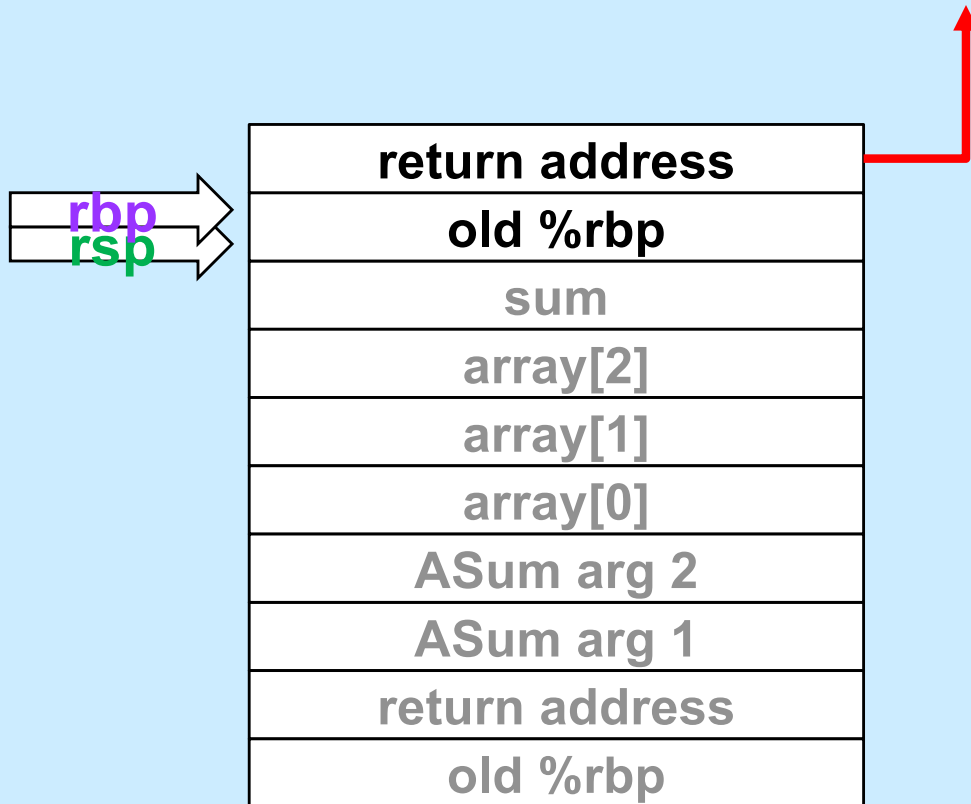 return address
rbp
old %rbp
rsp
sum
array[2]
array[1]
array[0]
ASum arg 2
ASum arg 1
return address
old %rbp